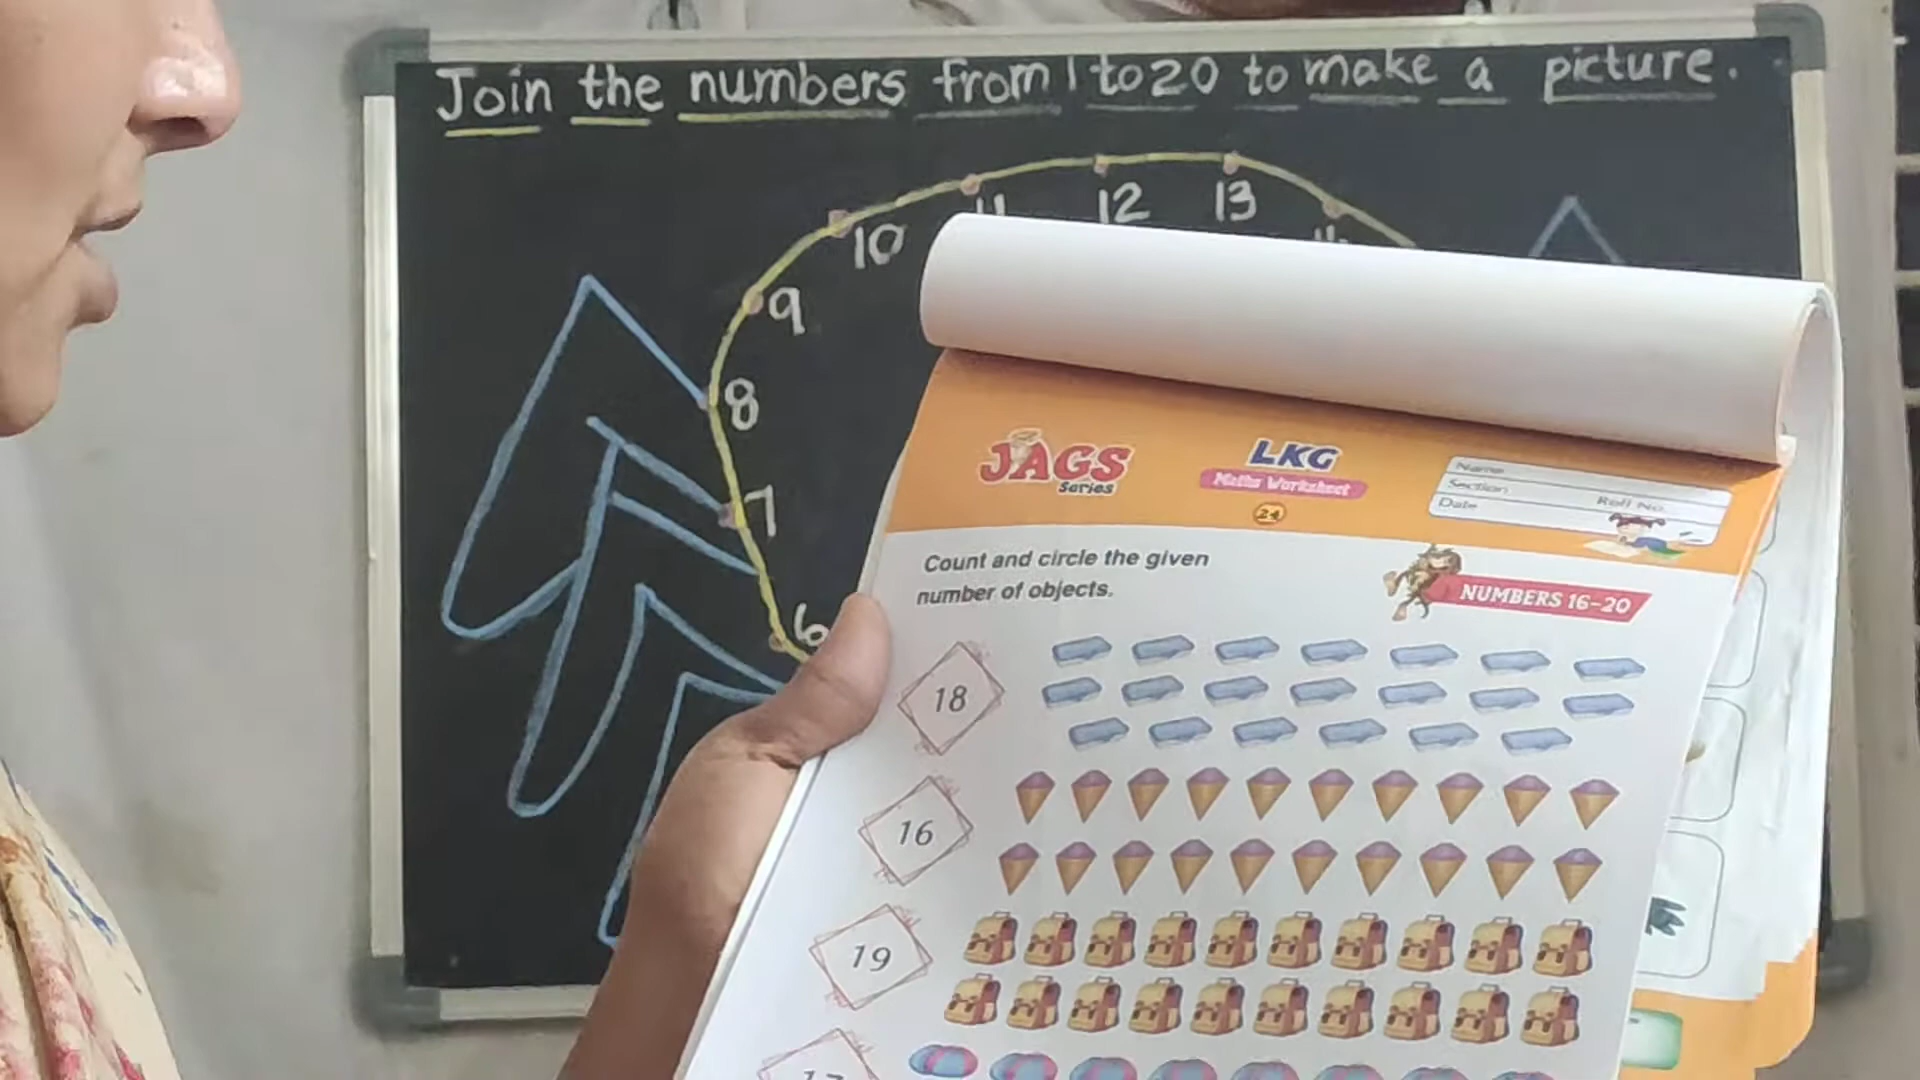 Join the numbers from 1 to 20 to make a picture.
12
13
11
10
9
8
7
6
JAGS
Series
LKG
Maths Worksheet
24
Name
Section
Roll No.
Date
Count and circle the given
number of objects.
NUMBERS 16-20
18
16
19
17